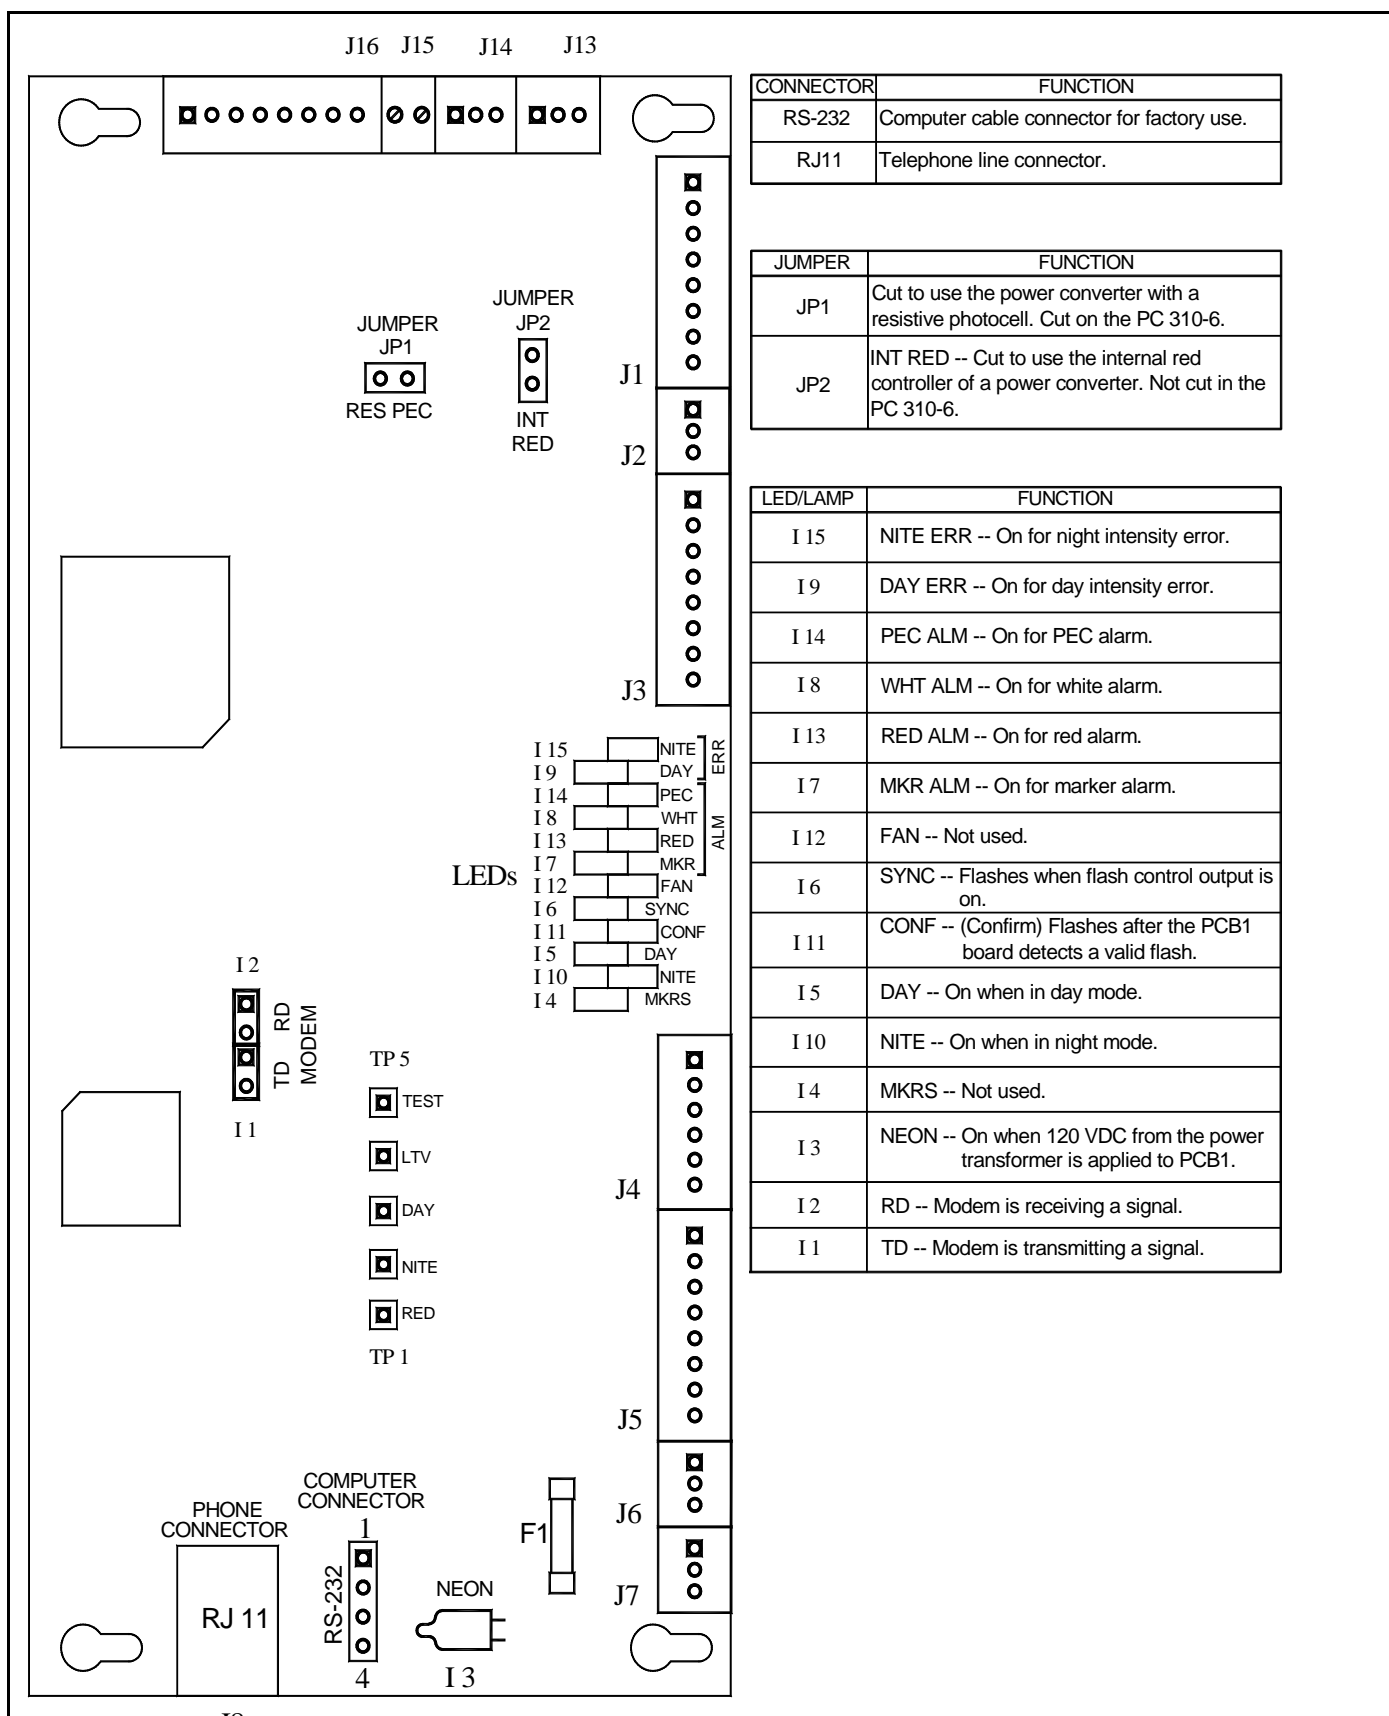 J16 J15 J14 J13
JUMPER
JP1
RES PEC
JUMPER
JP2
INT
RED
J1
J2
J3
LEDs
I 15 NITE
I 9 DAY
ERR
I 14 PEC
I 8 WHT
I 13 RED
I 7 MKR
ALM
I 12 FAN
I 6 SYNC
I 11 CONF
I 5 DAY
I 10 NITE
I 4 MKRS
I 2
RD
TD
MODEM
I 1
TP 5
TEST
LTV
DAY
NITE
RED
TP 1
J4
J5
J6
J7
PHONE
CONNECTOR
RJ 11
COMPUTER
CONNECTOR
1
RS-232
4
NEON
I 3
F1
CONNECTOR FUNCTION
RS-232 Computer cable connector for factory use.
RJ11 Telephone line connector.
JUMPER FUNCTION
JP1 Cut to use the power converter with a
resistive photocell. Cut on the PC 310-6.
JP2 INT RED -- Cut to use the internal red
controller of a power converter. Not cut in the
PC 310-6.
LED/LAMP FUNCTION
I 15 NITE ERR -- On for night intensity error.
I 9 DAY ERR -- On for day intensity error.
I 14 PEC ALM -- On for PEC alarm.
I 8 WHT ALM -- On for white alarm.
I 13 RED ALM -- On for red alarm.
I 7 MKR ALM -- On for marker alarm.
I 12 FAN -- Not used.
I 6 SYNC -- Flashes when flash control output is
on.
I 11 CONF -- (Confirm) Flashes after the PCB1
board detects a valid flash.
I 5 DAY -- On when in day mode.
I 10 NITE -- On when in night mode.
I 4 MKRS -- Not used.
I 3 NEON -- On when 120 VDC from the power
transformer is applied to PCB1.
I 2 RD -- Modem is receiving a signal.
I 1 TD -- Modem is transmitting a signal.